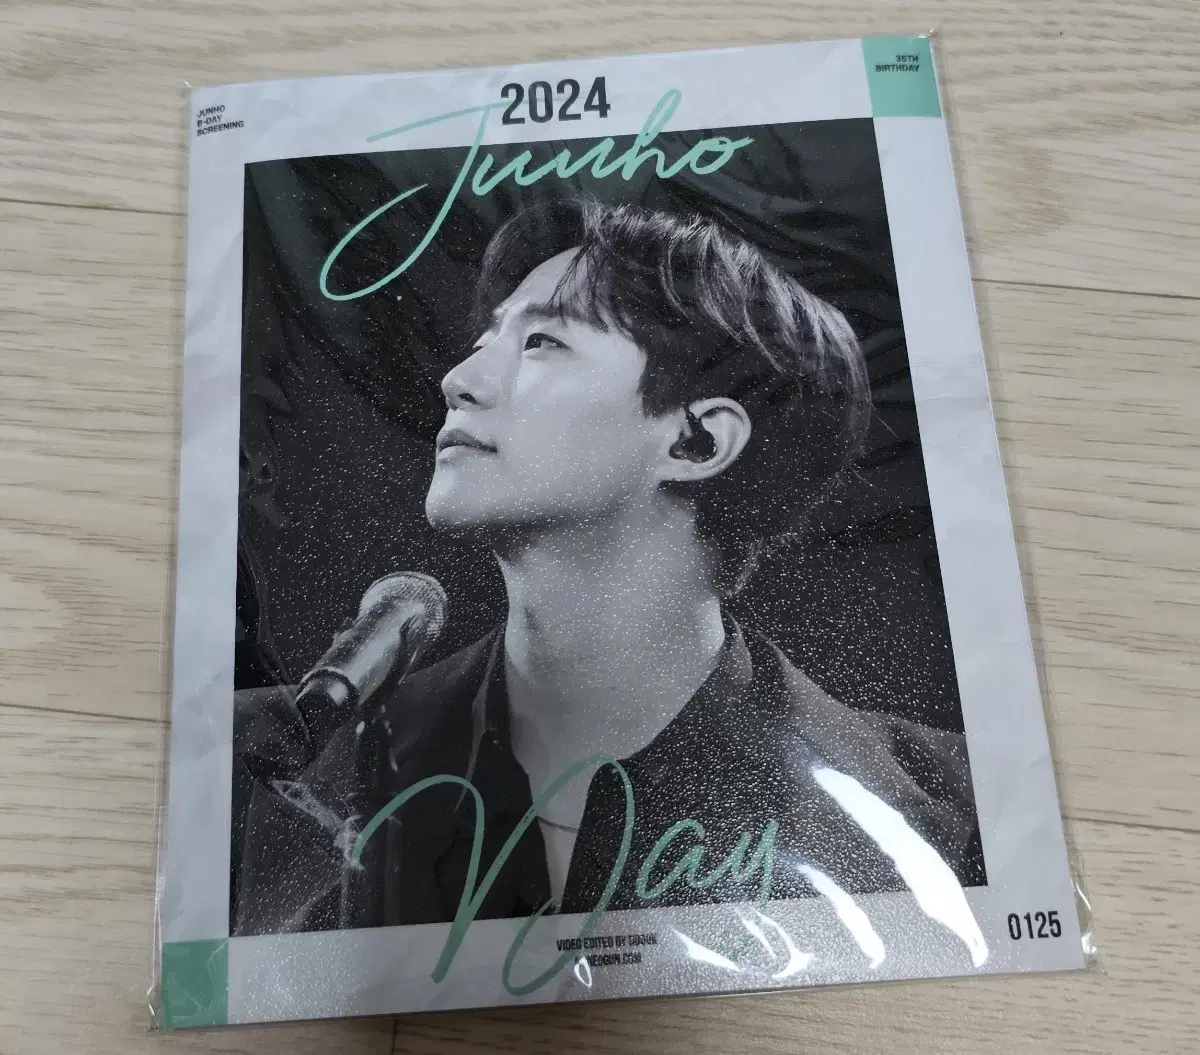 2024
JUNHO
B-DAY
SCREENING
35TH
BIRTHDAY
Junho
Day
VIDEO EDITED BY
0125